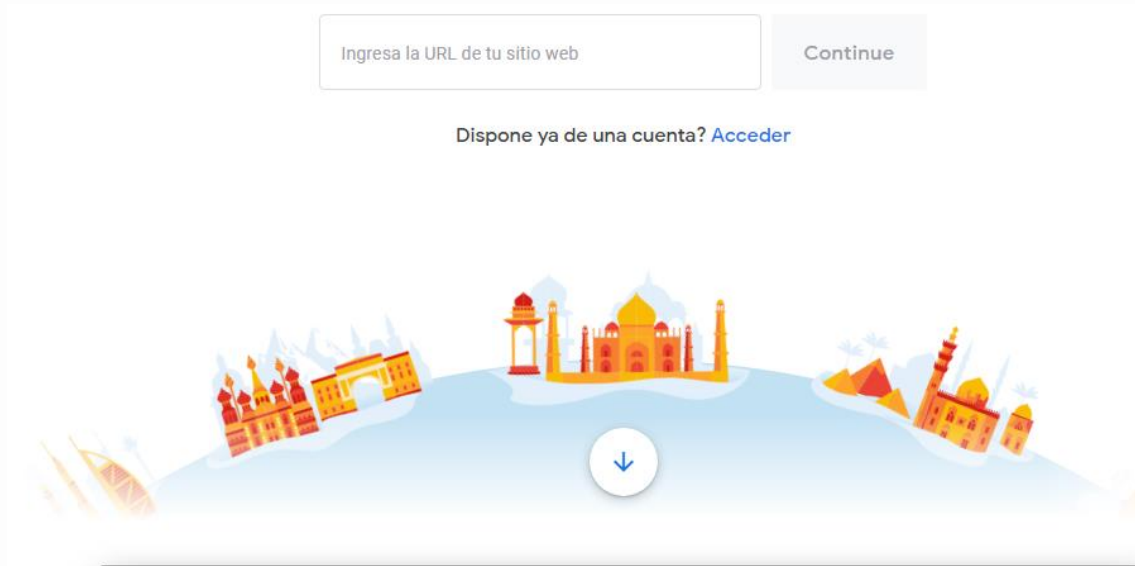 Ingresa la URL de tu sitio web
Continue
Dispone ya de una cuenta? Acceder